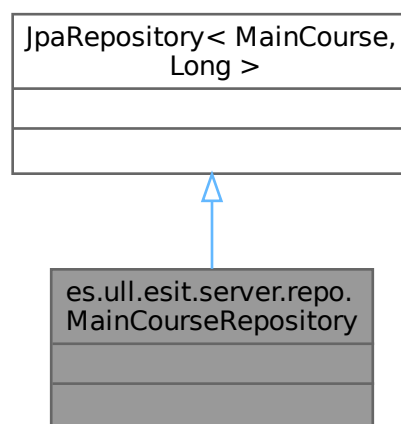 JpaRepository< MainCourse,
Long >
es.ull.esit.server.repo.
MainCourseRepository